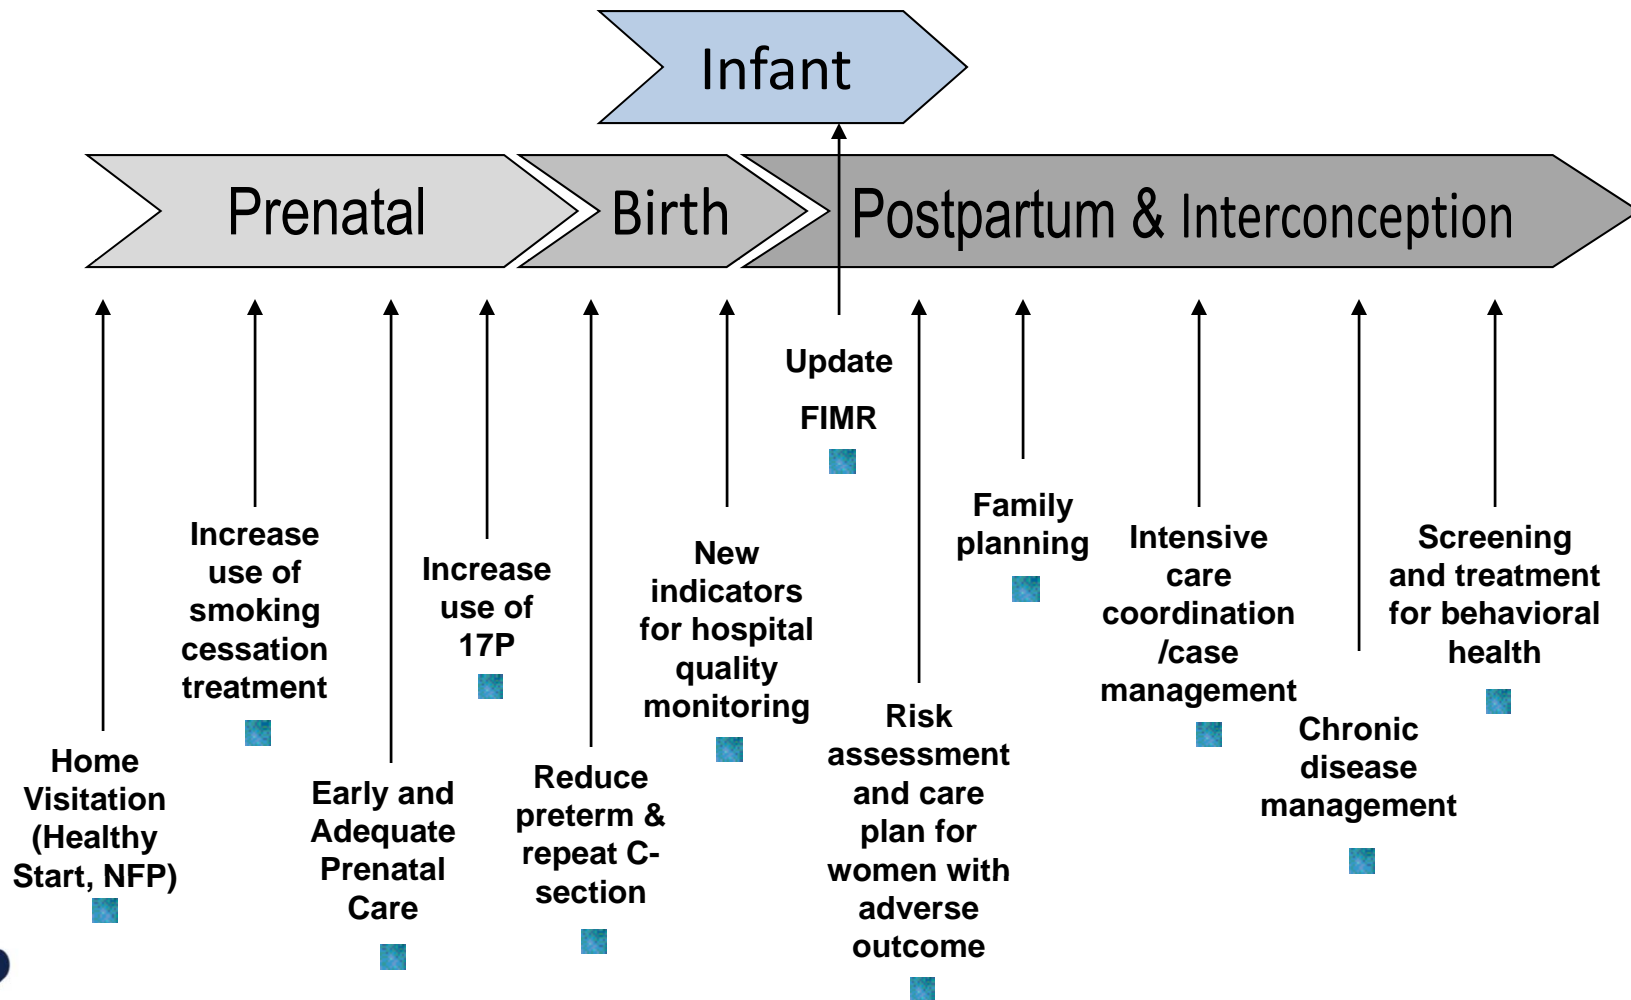 Infant
Prenatal
Birth
Postpartum & Interconception
Home
Visitation
(Healthy
Start, NFP)
Increase
use of
smoking
cessation
treatment
Early and
Adequate
Prenatal
Care
Increase
use of
17P
Reduce
preterm &
repeat C-
section
New
indicators
for hospital
quality
monitoring
Update
FIMR
Risk
assessment
and care
plan for
women with
adverse
outcome
Family
planning
Intensive
care
coordination
/case
management
Chronic
disease
management
Screening
and treatment
for behavioral
health